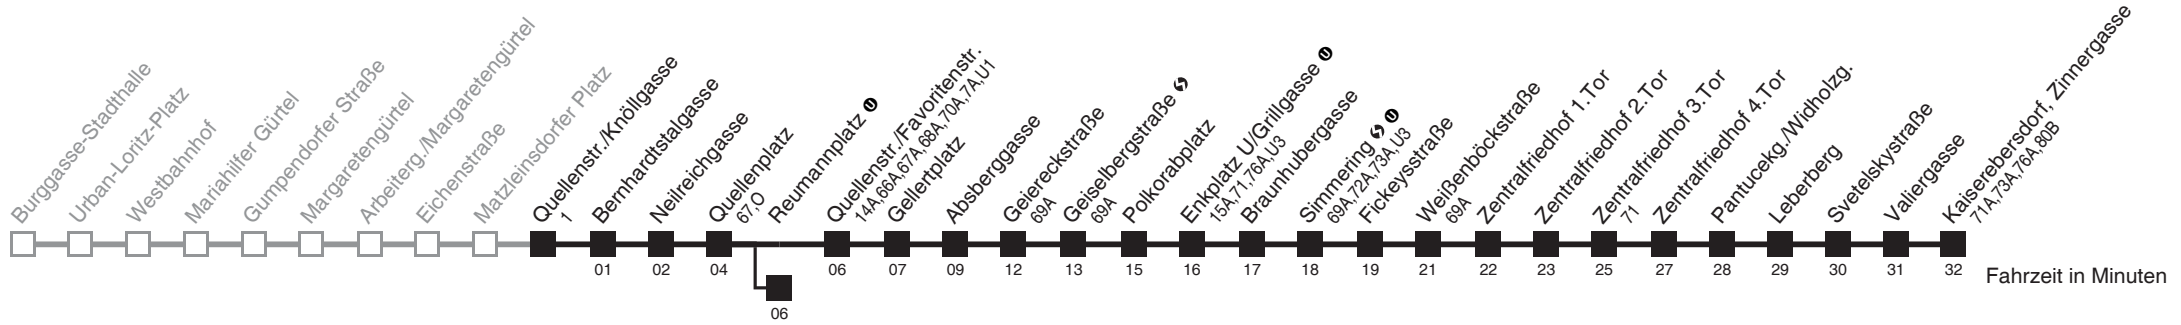 Burggasse-Stadthalle
Urban-Loritz-Platz
Westbahnhof
Mariahilfer Gürtel
Gumpendorfer Straße
Margaretengürtel
Arbeiterg./Margaretengürtel
Eichenstraße
Matzleinsdorfer Platz
Quellenstr./Knöllgasse
1
Bernhardtstalgasse
Neilreichgasse
Quellenplatz
67,O
Reumannplatz U
Quellenstr./Favoritenstr.
14A,66A,67A,68A,70A,7A,U1
Gellertplatz
Absberggasse
Geiereckstraße
69A
Geiselbergstraße S
69A
Polkorabplatz
Enkplatz U/Grillgasse U
15A,71,76A,U3
Braunhubergasse
Simmering S U
69A,72A,73A,U3
Fickeysstraße
Weißenböckstraße
69A
Zentralfriedhof 1.Tor
Zentralfriedhof 2.Tor
Zentralfriedhof 3.Tor
71
Zentralfriedhof 4.Tor
Pantucekg./Widholzg.
Leberberg
Svetelskystraße
Valiergasse
Kaiserebersdorf, Zinnergasse
71A,73A,76A,80B
01 02 04 06 07 09 12 13 15 16 17 18 19 21 22 23 25 27 28 29 30 31 32
Fahrzeit in Minuten
06